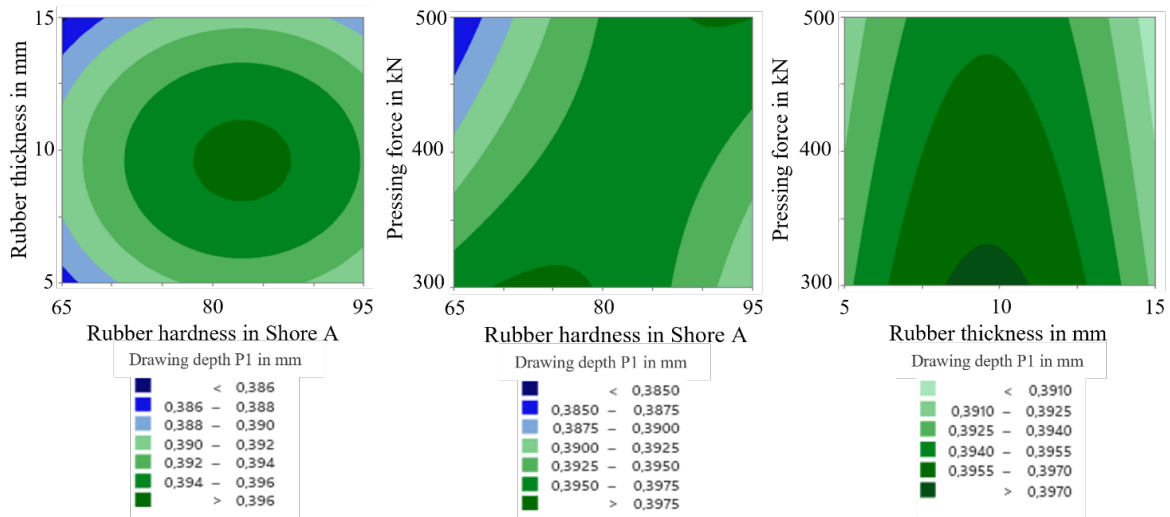 Rubber thickness in mm
15
10
5
65
80
95
Rubber hardness in Shore A
Drawing depth P1 in mm
< 0,386
0,386 – 0,388
0,388 – 0,390
0,390 – 0,392
0,392 – 0,394
0,394 – 0,396
> 0,396
Pressing force in kN
500
400
300
65
80
95
Rubber hardness in Shore A
Drawing depth P1 in mm
< 0,3850
0,3850 – 0,3875
0,3875 – 0,3900
0,3900 – 0,3925
0,3925 – 0,3950
0,3950 – 0,3975
> 0,3975
Pressing force in kN
500
400
300
5
10
15
Rubber thickness in mm
Drawing depth P1 in mm
< 0,3910
0,3910 – 0,3925
0,3925 – 0,3940
0,3940 – 0,3955
0,3955 – 0,3970
> 0,3970